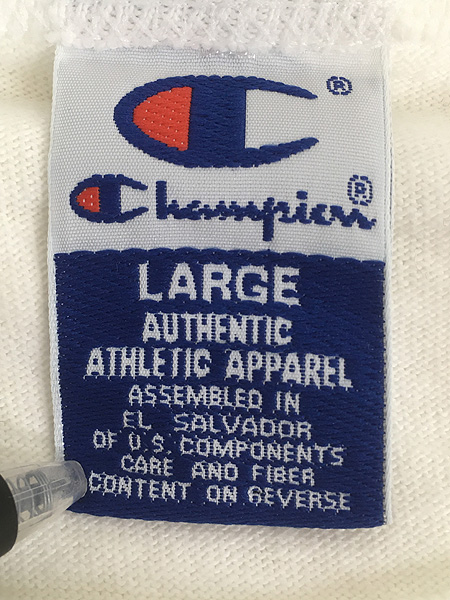 ®
Champion®
LARGE
AUTHENTIC
ATHLETIC APPAREL
ASSEMBLED IN
EL SALVADOR
OF U.S. COMPONENTS
CARE AND FIBER
CONTENT ON REVERSE